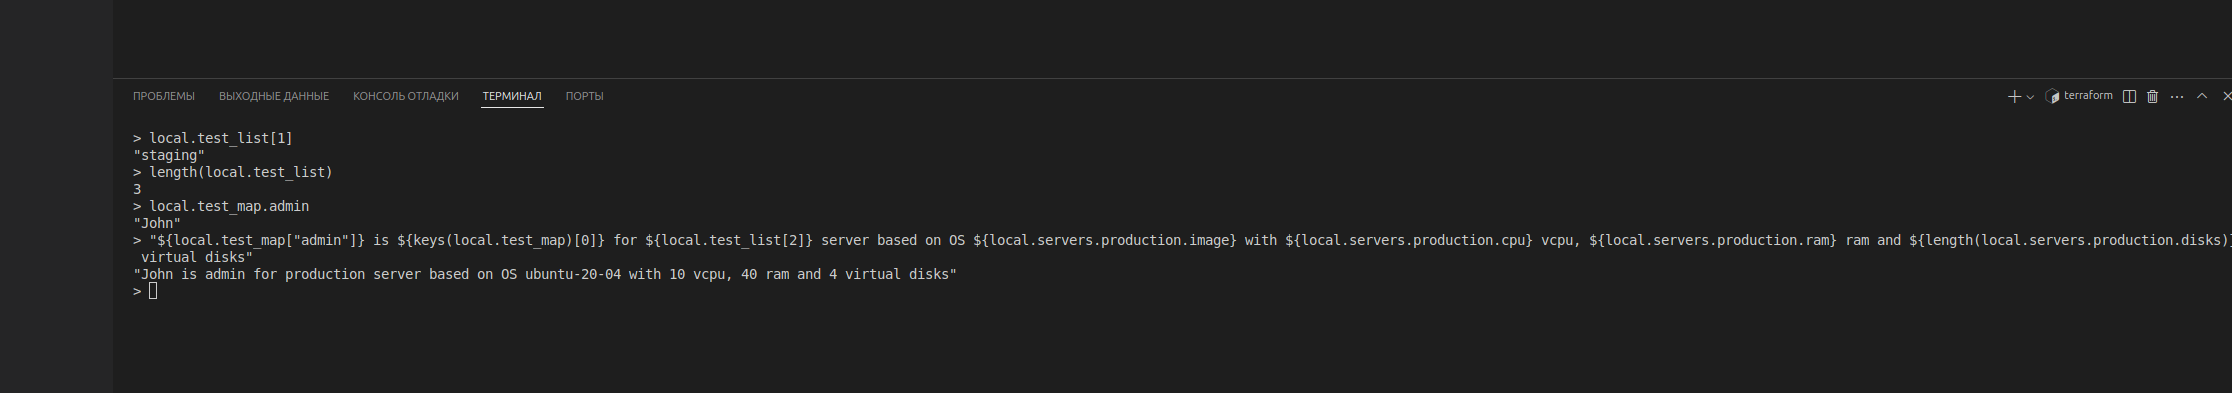 ПРОБЛЕМЫ ВЫХОДНЫЕ ДАННЫЕ КОНСОЛЬ ОТЛАДКИ ТЕРМИНАЛ ПОРТЫ terraform
> local.test_list[1]
"staging"
> length(local.test_list)
3
> local.test_map.admin
"John"
> "${local.test_map["admin"]} is ${keys(local.test_map)[0]} for ${local.test_list[2]} server based on OS ${local.servers.production.image} with ${local.servers.production.cpu} vcpu, ${local.servers.production.ram} ram and ${length(local.servers.production.disks)}
virtual disks"
"John is admin for production server based on OS ubuntu-20-04 with 10 vcpu, 40 ram and 4 virtual disks"
>